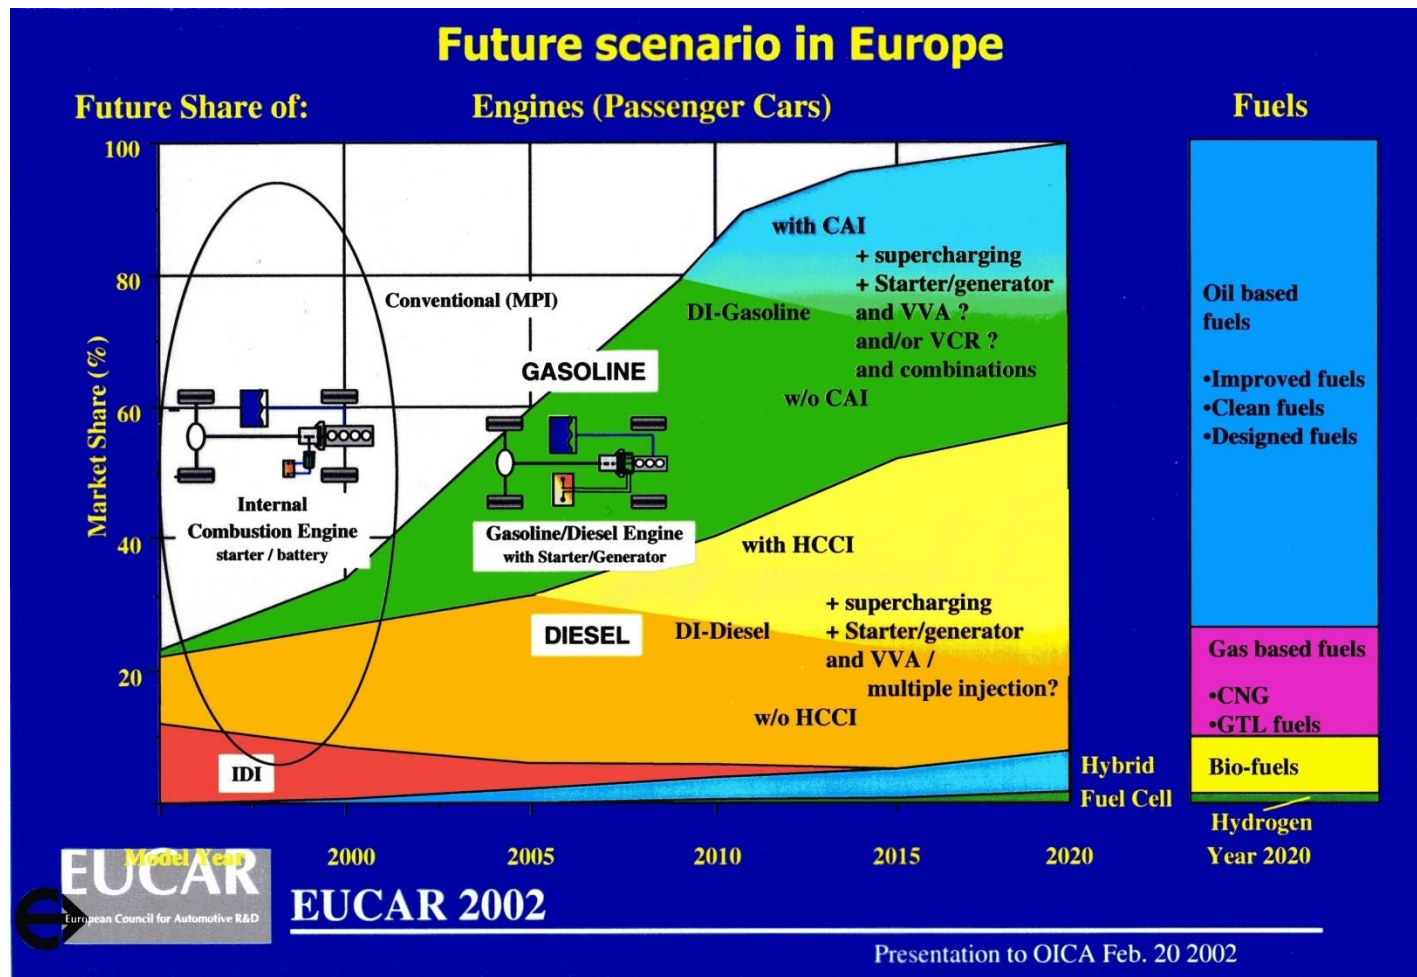 Future scenario in Europe
Future Share of:
Engines (Passenger Cars)
Fuels
Market Share (%)
100
80
60
40
20
Conventional (MPI)
GASOLINE
DI-Gasoline
with CAI
+ supercharging
+ Starter/generator
and VVA ?
and/or VCR ?
and combinations
w/o CAI
Internal
Combustion Engine
starter / battery
Gasoline/Diesel Engine
with Starter/Generator
with HCCI
DIESEL
DI-Diesel
+ supercharging
+ Starter/generator
and VVA /
multiple injection?
w/o HCCI
IDI
Hybrid
Fuel Cell
Model Year
2000
2005
2010
2015
2020
Oil based
fuels
•Improved fuels
•Clean fuels
•Designed fuels
Gas based fuels
•CNG
•GTL fuels
Bio-fuels
Hydrogen
Year 2020
EUCAR
European Council for Automotive R&D
EUCAR 2002
Presentation to OICA Feb. 20 2002